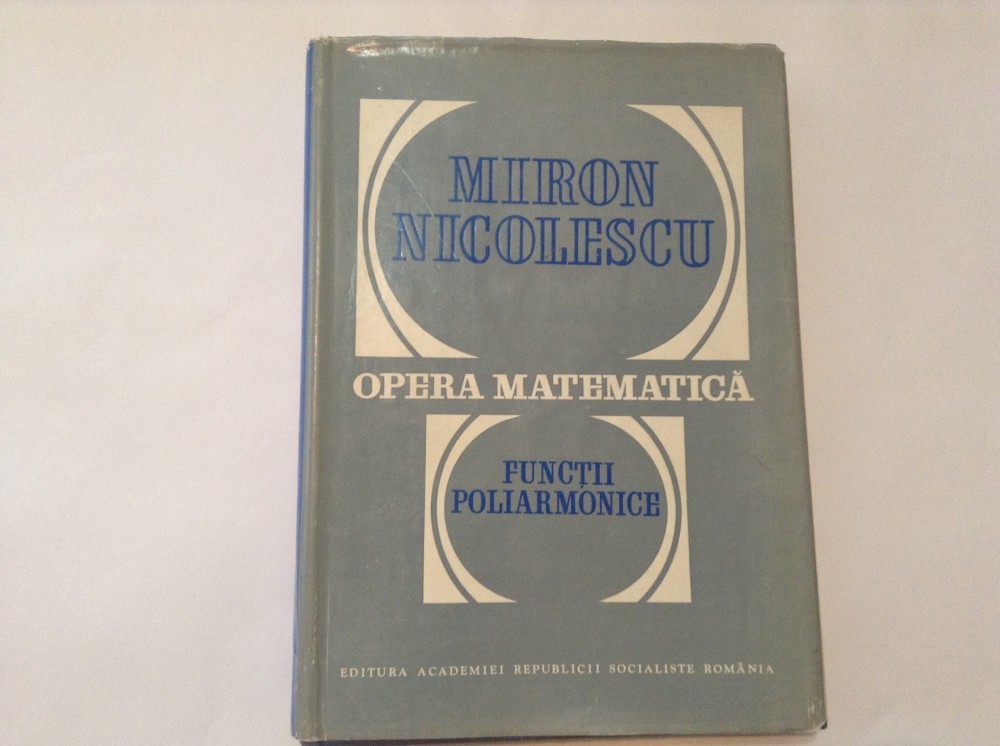 MIRON
NICOLESCU
OPERA MATEMATICĂ
FUNCȚII
POLIARMONICE
EDITURA ACADEMIEI REPUBLICII SOCIALISTE ROMÂNIA